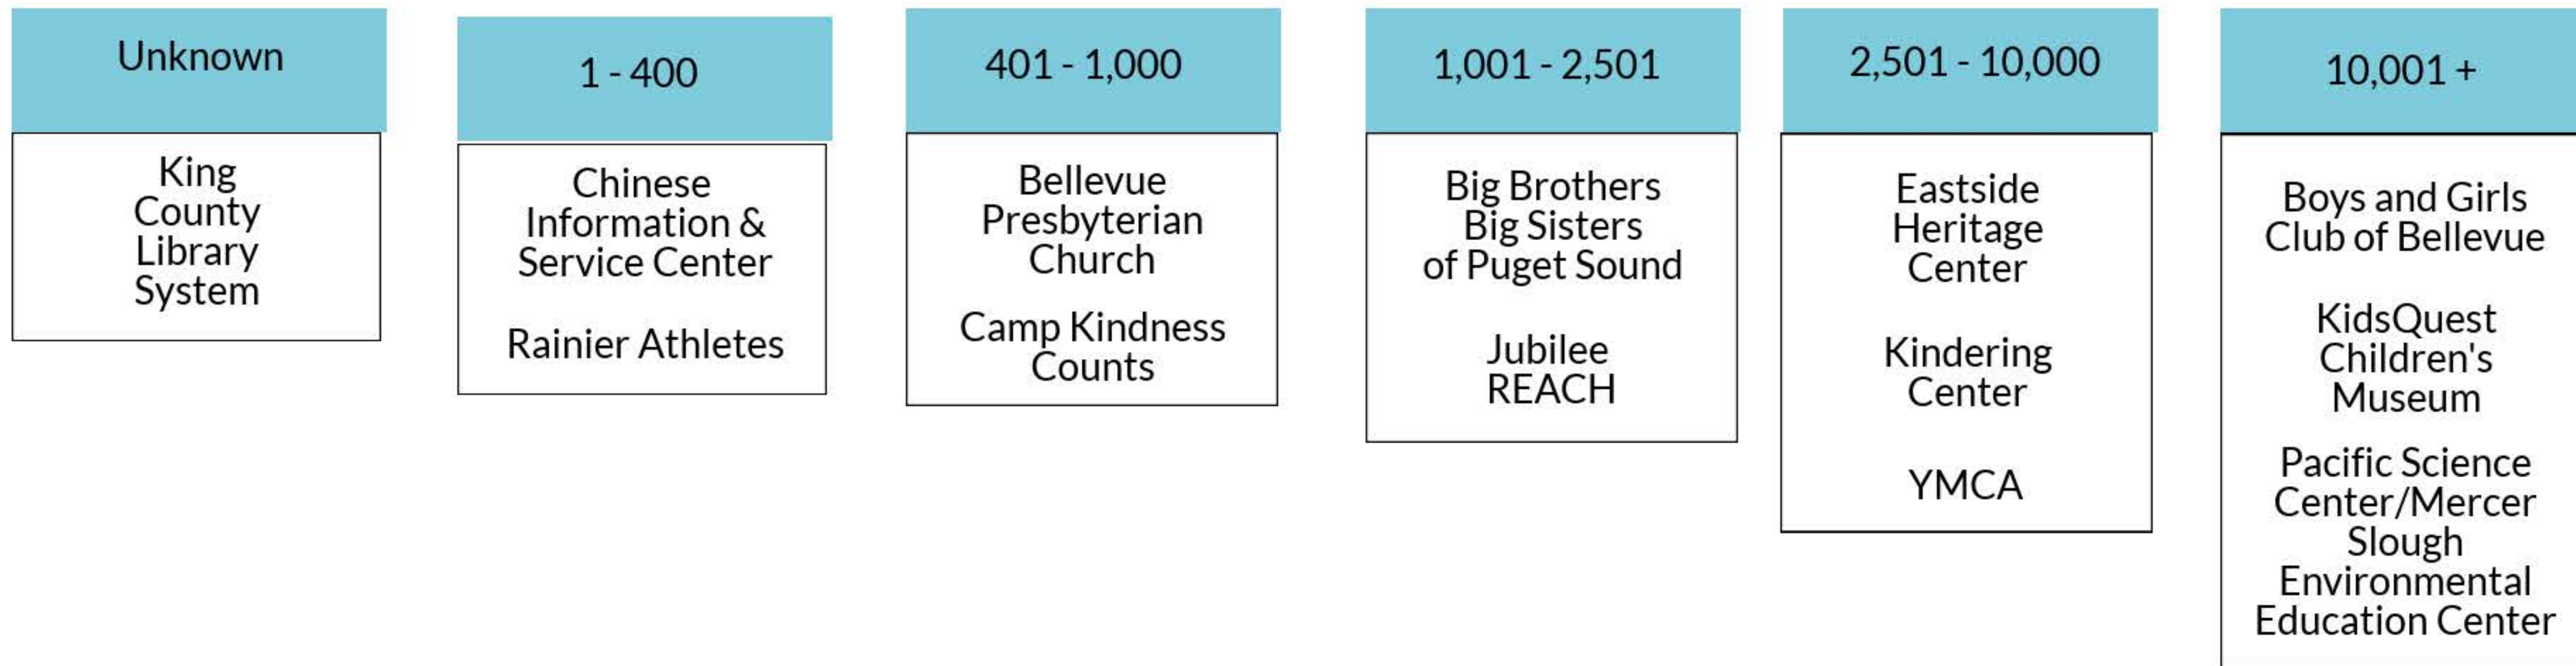 Unknown
King
County
Library
System
1 - 400
Chinese
Information &
Service Center
Rainier Athletes
401 - 1,000
Bellevue
Presbyterian
Church
Camp Kindness
Counts
1,001 - 2,501
Big Brothers
Big Sisters
of Puget Sound
Jubilee
REACH
2,501 - 10,000
Eastside
Heritage
Center
Kindering
Center
YMCA
10,001 +
Boys and Girls
Club of Bellevue
KidsQuest
Children's
Museum
Pacific Science
Center/Mercer
Slough
Environmental
Education Center